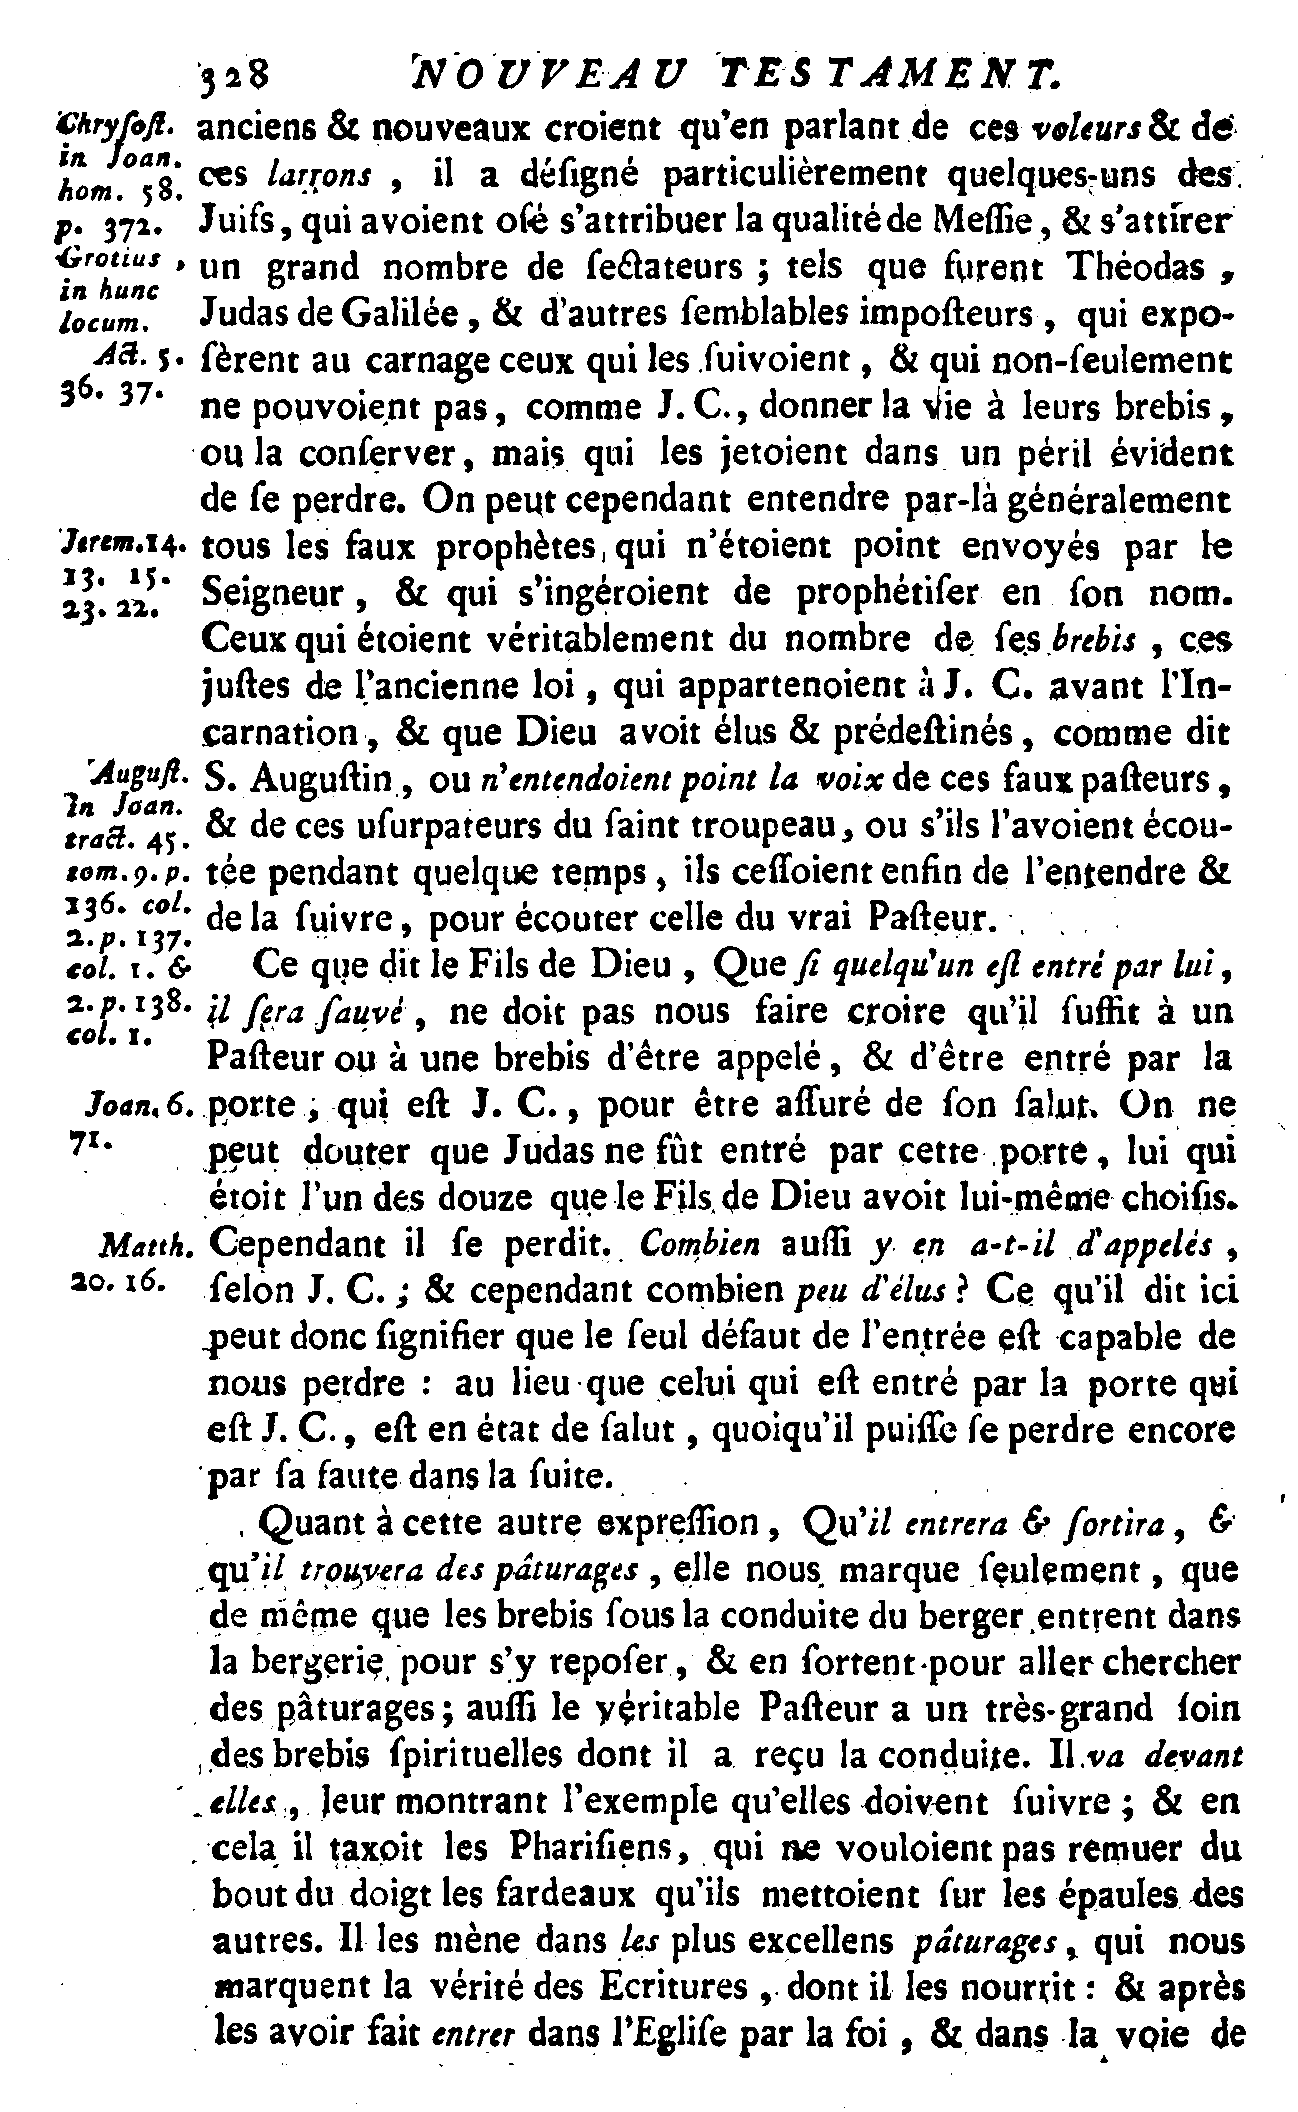 328 NOUVEAU TESTAMENT.
Chryſoſt.
in Joan.
hom. 58.
p. 372.
Grotius,
in hunc
locum.
Act. 5.
36. 37.
anciens & nouveaux croient qu'en parlant de ces voleurs & de
ces larrons, il a déſigné particulièrement quelques-uns des
Juifs, qui avoient oſé s'attribuer la qualité de Meſſie, & s'attirer
un grand nombre de ſectateurs; tels que furent Théodas,
Judas de Galilée, & d'autres ſemblables impoſteurs, qui expo-
ſèrent au carnage ceux qui les ſuivoient, & qui non-ſeulement
ne pouvoient pas, comme J. C., donner la vie à leurs brebis,
ou la conſerver, mais qui les jetoient dans un péril évident
de ſe perdre. On peut cependant entendre par-là généralement
Jerem. 14.
13. 15.
23. 22.
tous les faux prophètes, qui n'étoient point envoyés par le
Seigneur, & qui s'ingéroient de prophétiſer en ſon nom.
Ceux qui étoient véritablement du nombre de ſes brebis, ces
juſtes de l'ancienne loi, qui appartenoient à J. C. avant l'In-
carnation, & que Dieu avoit élus & prédeſtinés, comme dit
Auguſt.
in Joan.
tract. 45.
tom. 9. p.
136. col.
2. p. 137.
col. 1. &
2. p. 138.
col. 1.
S. Auguſtin, ou n'entendoient point la voix de ces faux paſteurs,
& de ces uſurpateurs du ſaint troupeau, ou s'ils l'avoient écou-
tée pendant quelque temps, ils ceſſoient enfin de l'entendre &
de la ſuivre, pour écouter celle du vrai Paſteur.
Ce que dit le Fils de Dieu, Que ſi quelqu'un eſt entré par lui,
il ſera ſauvé, ne doit pas nous faire croire qu'il ſuffit à un
Paſteur ou à une brebis d'être appelé, & d'être entré par la
Joan. 6.
71.
porte, qui eſt J. C., pour être aſſuré de ſon ſalut. On ne
peut douter que Judas ne fût entré par cette porte, lui qui
étoit l'un des douze que le Fils de Dieu avoit lui-même choiſis.
Matth.
20. 16.
Cependant il ſe perdit. Combien auſſi y en a-t-il d'appelés,
ſelon J. C.; & cependant combien peu d'élus? Ce qu'il dit ici
peut donc ſignifier que le ſeul défaut de l'entrée eſt capable de
nous perdre : au lieu que celui qui eſt entré par la porte qui
eſt J. C., eſt en état de ſalut, quoiqu'il puiſſe ſe perdre encore
par ſa faute dans la ſuite.
Quant à cette autre expreſſion, Qu'il entrera & ſortira, &
qu'il trouvera des pâturages, elle nous marque ſeulement, que
de même que les brebis ſous la conduite du berger entrent dans
la bergerie pour s'y repoſer, & en ſortent pour aller chercher
des pâturages; auſſi le véritable Paſteur a un très-grand ſoin
des brebis ſpirituelles dont il a reçu la conduite. Il va devant
elles, leur montrant l'exemple qu'elles doivent ſuivre; & en
cela il taxoit les Phariſiens, qui ne vouloient pas remuer du
bout du doigt les fardeaux qu'ils mettoient ſur les épaules des
autres. Il les mène dans les plus excellens pâturages, qui nous
marquent la vérité des Ecritures, dont il les nourrit : & après
les avoir fait entrer dans l'Egliſe par la foi, & dans la voie de